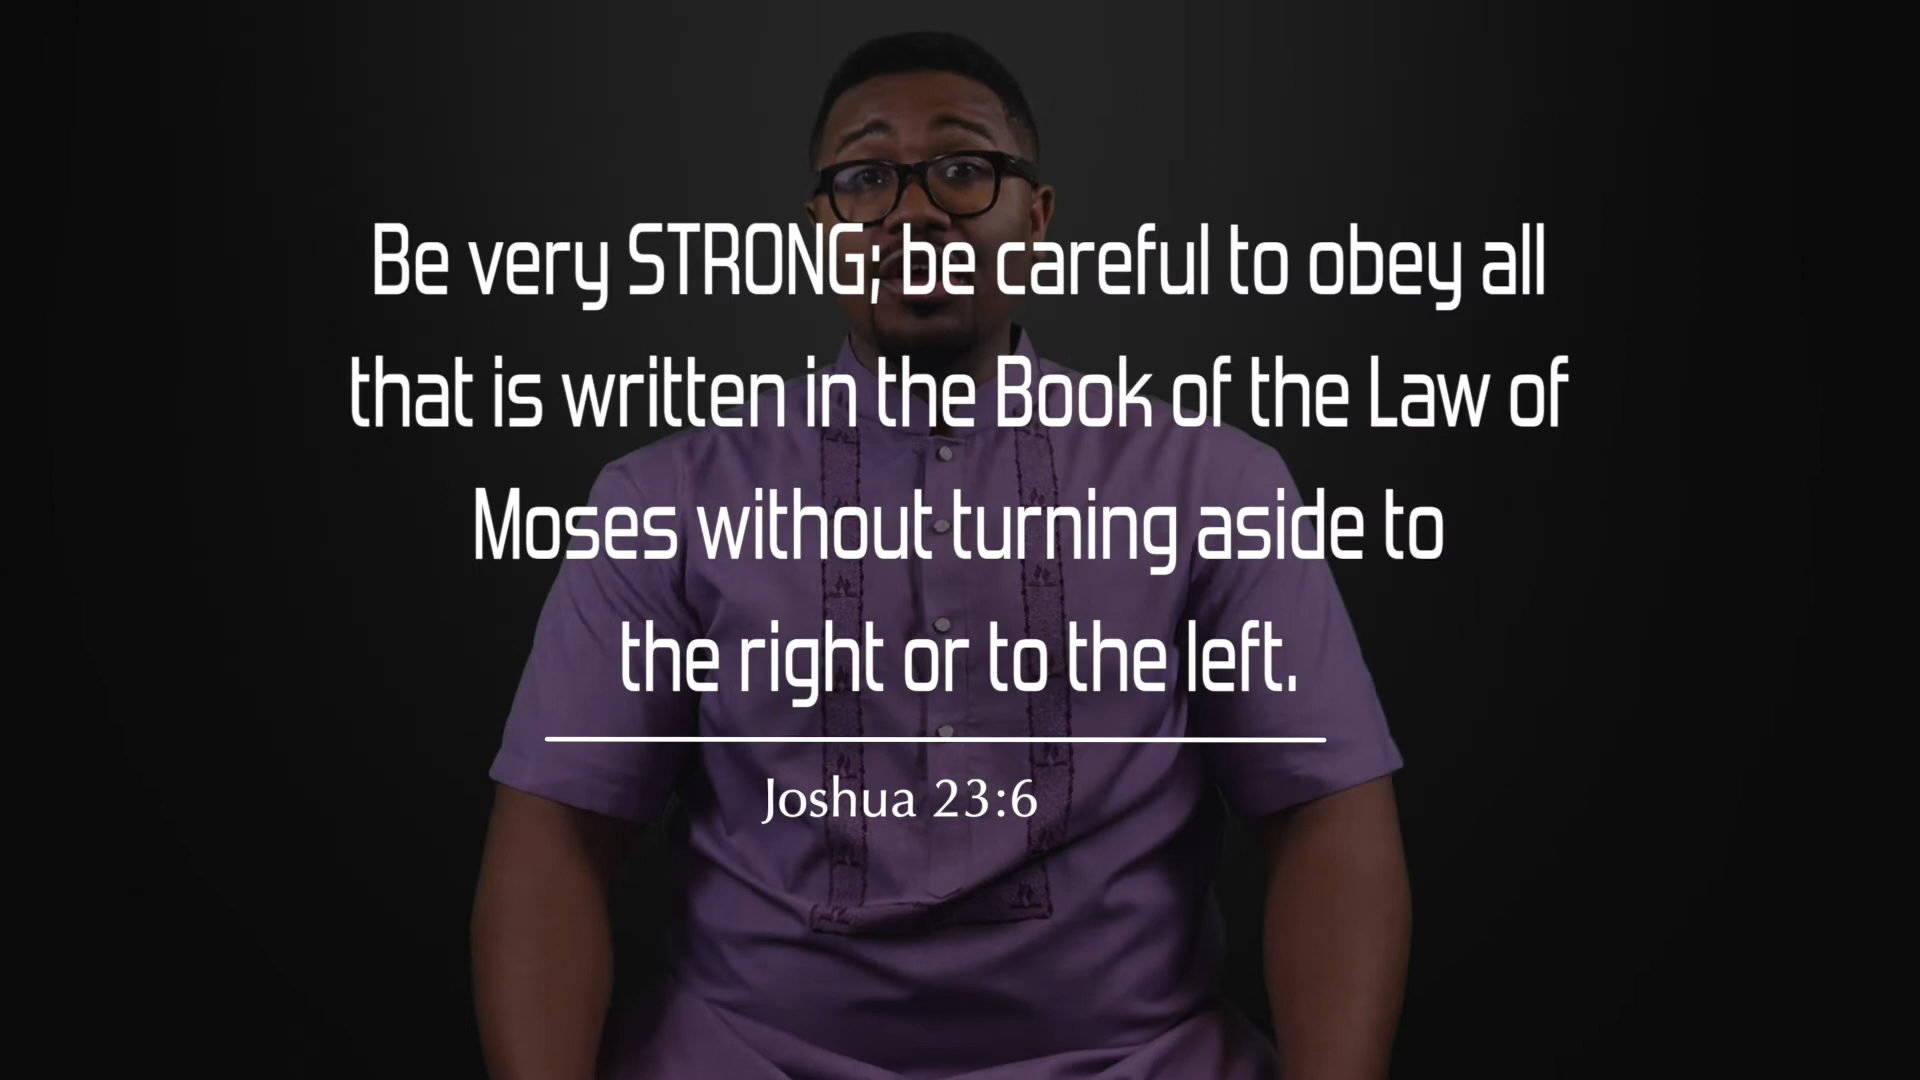 Be very STRONG; be careful to obey all
that is written in the Book of the Law of
Moses without turning aside to
the right or to the left.
Joshua 23:6